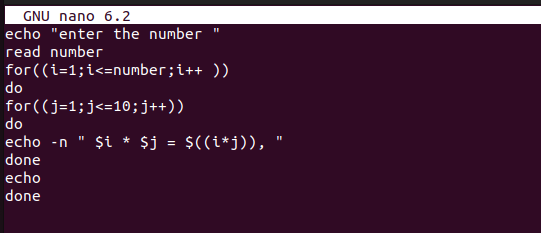 GNU nano 6.2
echo "enter the number "
read number
for((i=1;i<=number;i++ ))
do
for((j=1;j<=10;j++))
do
echo -n " $i * $j = $((i*j)), "
done
echo
done